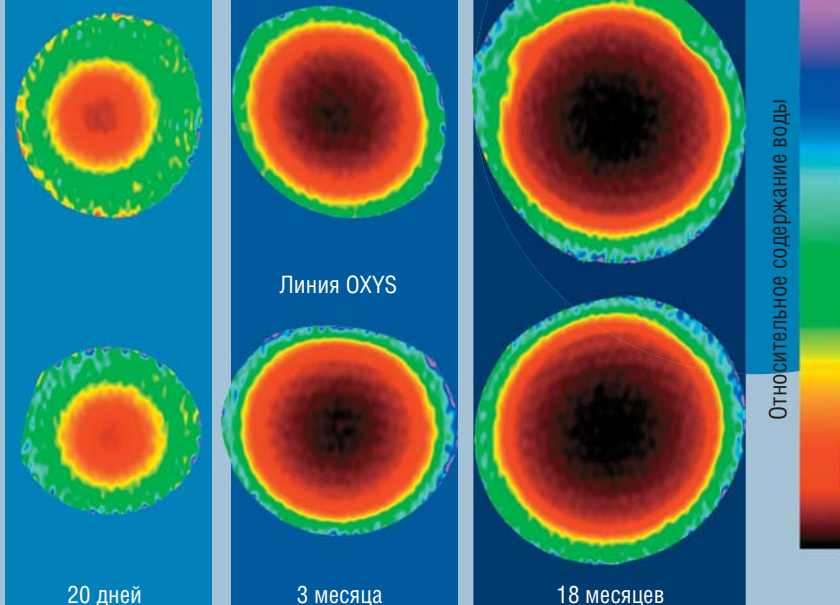 Линия OXYS
Относительное содержание воды
20 дней
3 месяца
18 месяцев